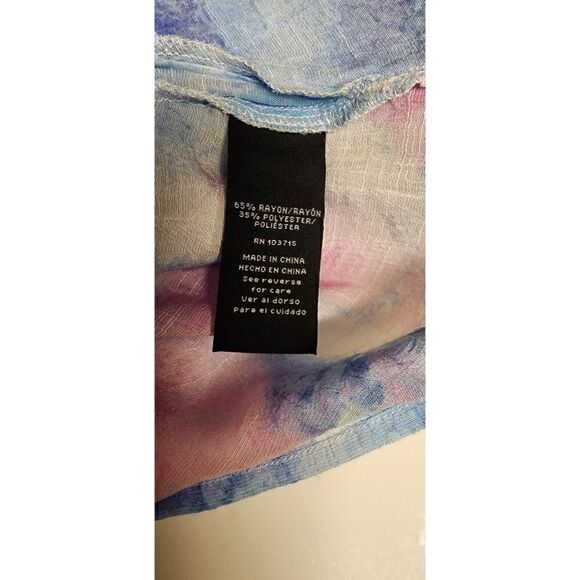 65% RAYON/RAYÓN
35% POLYESTER/
POLIÉSTER
RN 103715
MADE IN CHINA
HECHO EN CHINA
See reverse
for care
Ver al dorso
para el cuidado